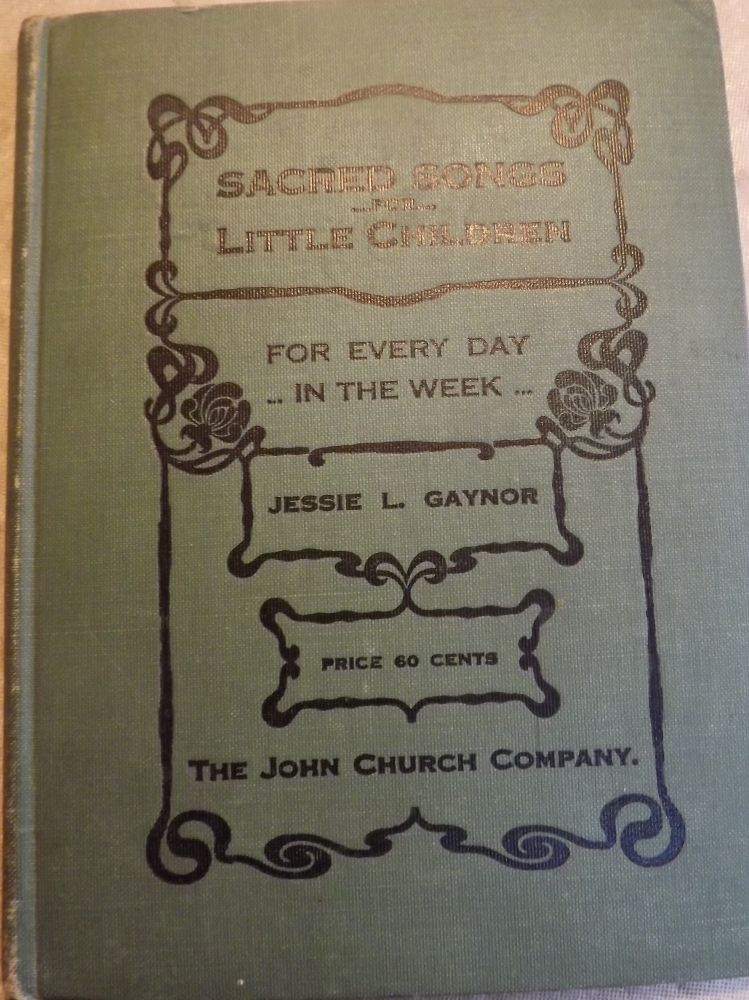 SACRED SONGS
...FOR...
LITTLE CHILDREN
FOR EVERY DAY
... IN THE WEEK ...
JESSIE L. GAYNOR
PRICE 60 CENTS
THE JOHN CHURCH COMPANY.